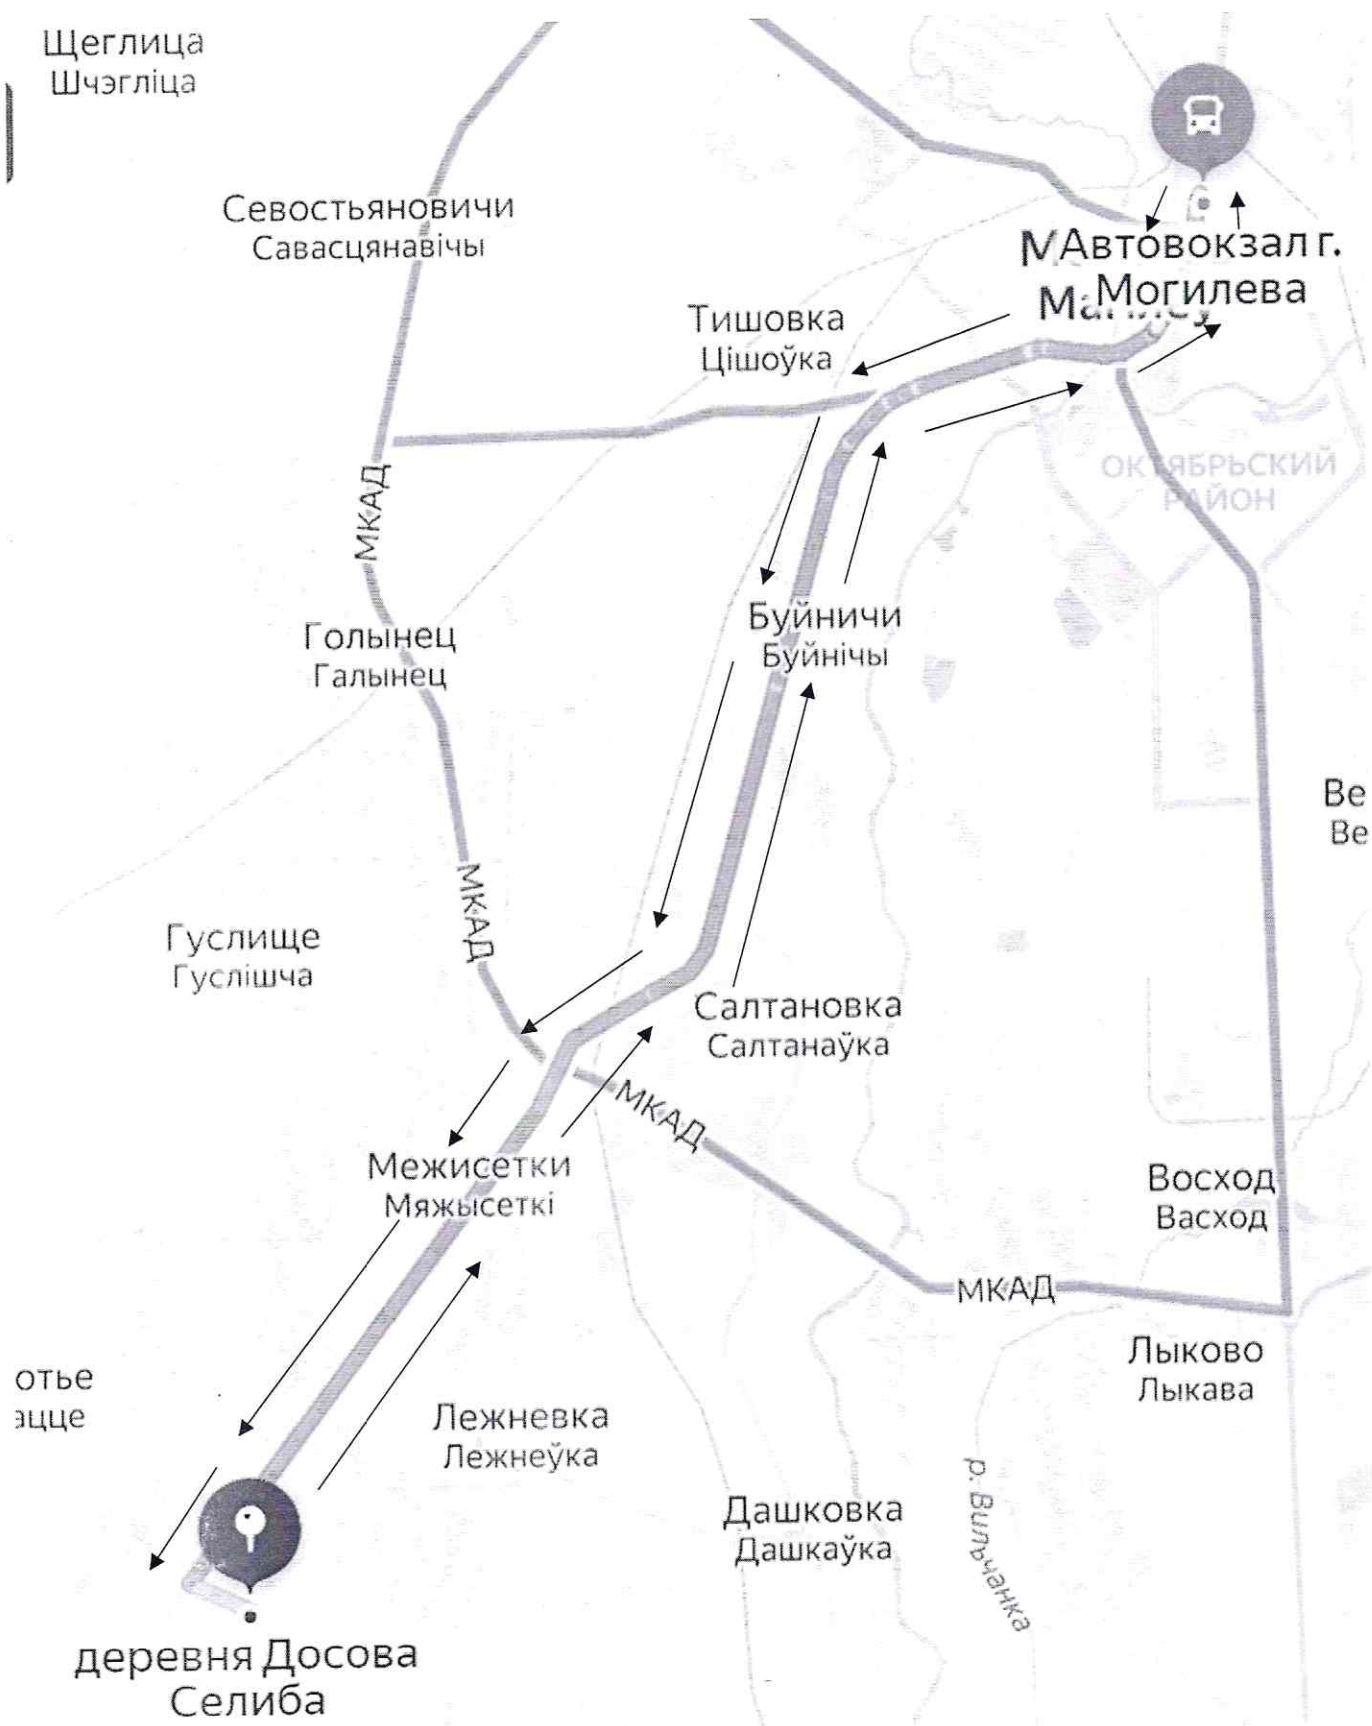 Щеглица
Шчэгліца
Севостьяновичи
Савасцянавічы
Автовокзал г.
Могилева
Тишовка
Цішоўка
ОКТЯБРЬСКИЙ
РАЙОН
МКАД
Буйничи
Буйнічы
Голынец
Галынец
Ве
Ве
МКАД
Гуслище
Гуслішча
Салтановка
Салтанаўка
МКАД
Межисетки
Мяжысеткі
Восход
Васход
МКАД
Лыково
Лыкава
отье
ацце
Лежневка
Лежнеўка
р. Вильчанка
Дашковка
Дашкаўка
деревня Досова
Селиба